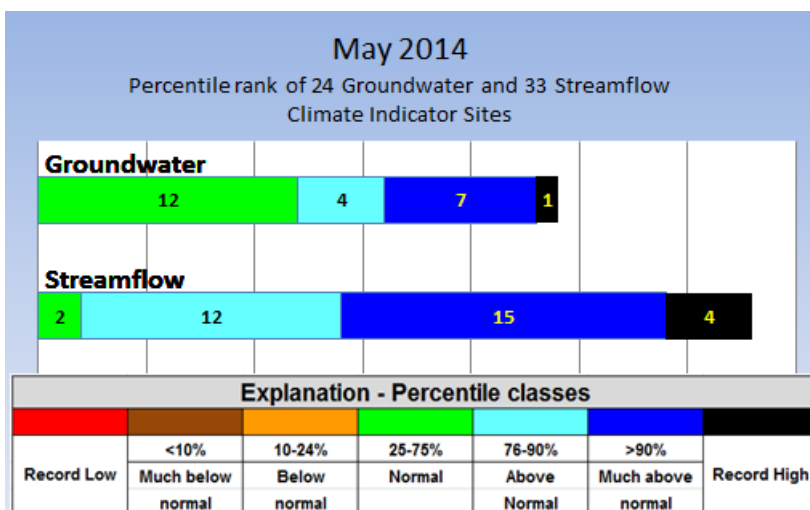 May 2014
Percentile rank of 24 Groundwater and 33 Streamflow
Climate Indicator Sites
Groundwater
12 4 7 1
Streamflow
2 12 15 4
Explanation - Percentile classes
<10% 10-24% 25-75% 76-90% >90%
Record Low Much below Below Normal Above Much above Record High
normal normal Normal normal